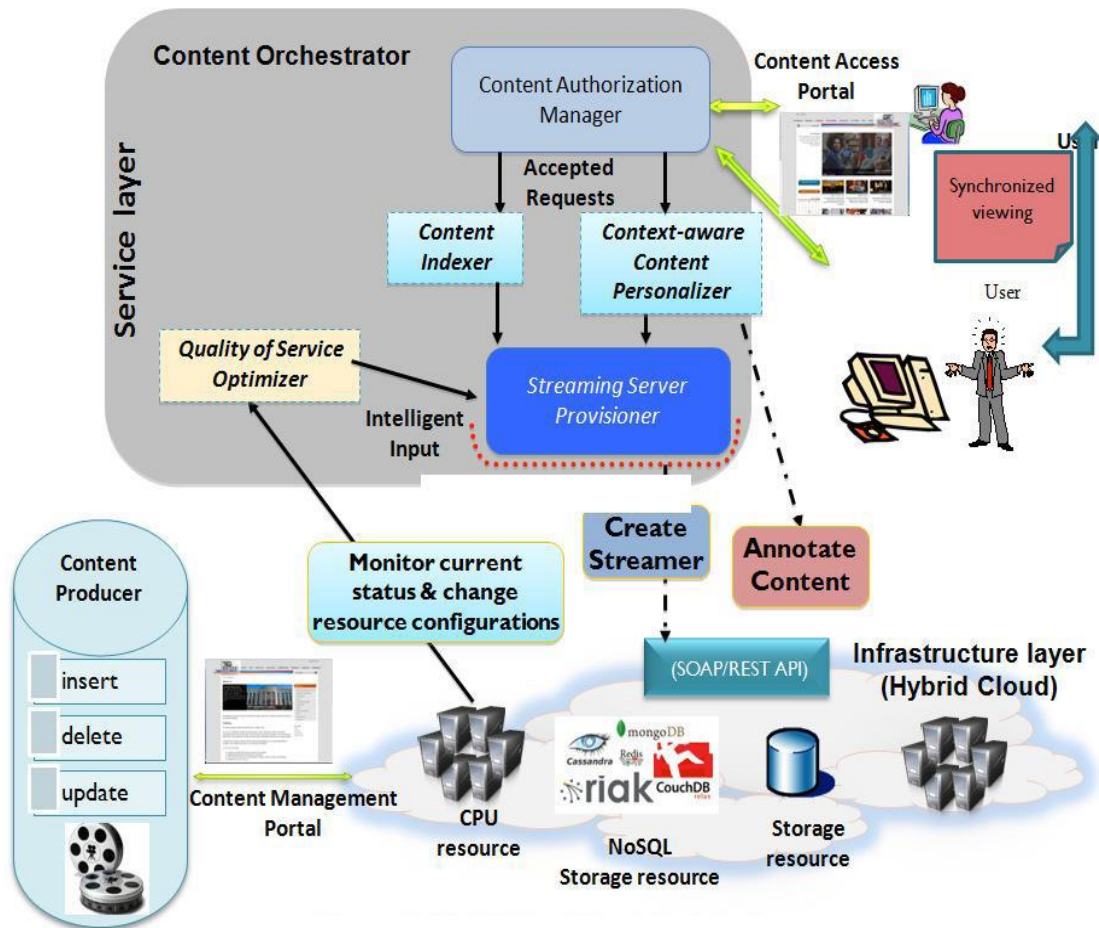 Content Orchestrator
Service layer
Content Authorization
Manager
Content Access
Portal
User
Synchronized
viewing
User
Accepted
Requests
Content
Indexer
Context-aware
Content
Personalizer
Quality of Service
Optimizer
Streaming Server
Provisioner
Intelligent
Input
Create
Streamer
Annotate
Content
Monitor current
status & change
resource configurations
Content
Producer
insert
delete
update
Content Management
Portal
(SOAP/REST API)
Infrastructure layer
(Hybrid Cloud)
mongoDB
Cassandra
Redis
riak
CouchDB
relax
CPU
resource
NoSQL
Storage resource
Storage
resource